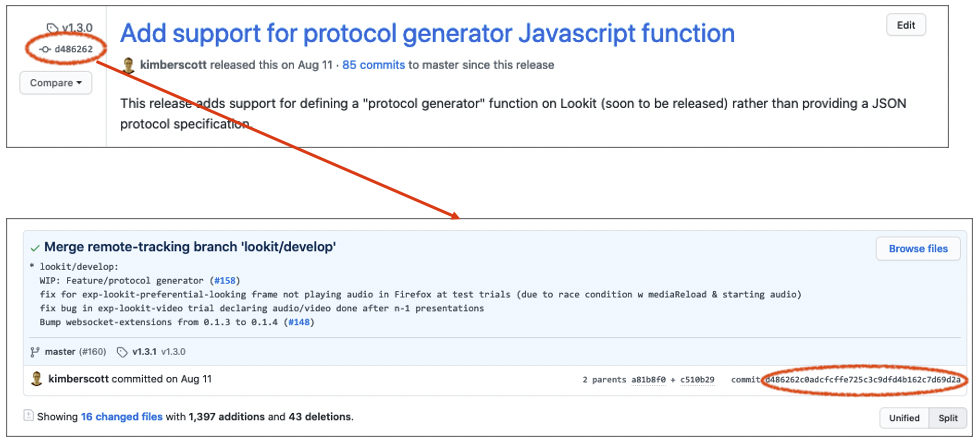 v1.3.0
d486262
Compare
Add support for protocol generator Javascript function
Edit
kimberscott released this on Aug 11 · 85 commits to master since this release
This release adds support for defining a "protocol generator" function on Lookit (soon to be released) rather than providing a JSON
protocol specification.
Merge remote-tracking branch 'lookit/develop'
Browse files
* lookit/develop:
WIP: Feature/protocol generator (#158)
fix for exp-lookit-preferential-looking frame not playing audio in Firefox at test trials (due to race condition w mediaReload & starting audio)
fix bug in exp-lookit-video trial declaring audio/video done after n-1 presentations
Bump websocket-extensions from 0.1.3 to 0.1.4 (#148)
master (#160) v1.3.1 v1.3.0
kimberscott committed on Aug 11
2 parents a81b8f0 + c510b29 commit d486262c0adcfcffe725c3c9dfd4b162c7d69d2a
Showing 16 changed files with 1,397 additions and 43 deletions.
Unified Split